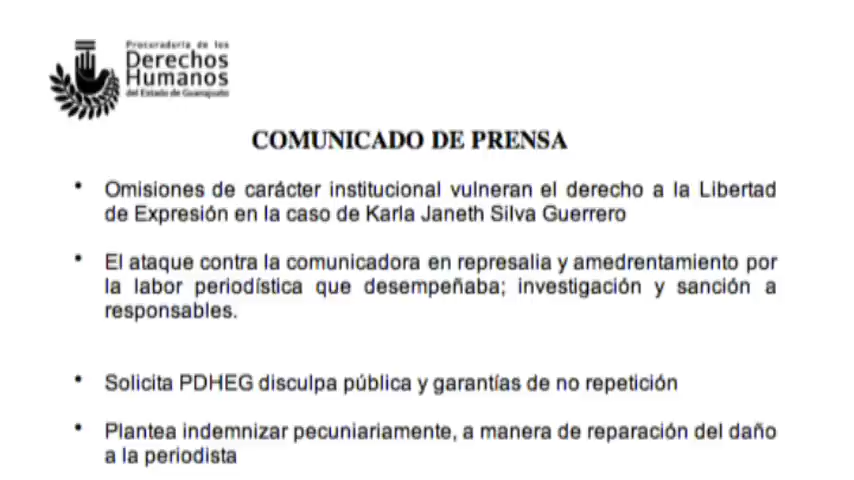 Procuraduría de los
Derechos
Humanos
del Estado de Guanajuato
COMUNICADO DE PRENSA
• Omisiones de carácter institucional vulneran el derecho a la Libertad
de Expresión en la caso de Karla Janeth Silva Guerrero
• El ataque contra la comunicadora en represalia y amedrentamiento por
la labor periodística que desempeñaba; investigación y sanción a
responsables.
• Solicita PDHEG disculpa pública y garantías de no repetición
• Plantea indemnizar pecuniariamente, a manera de reparación del daño
a la periodista